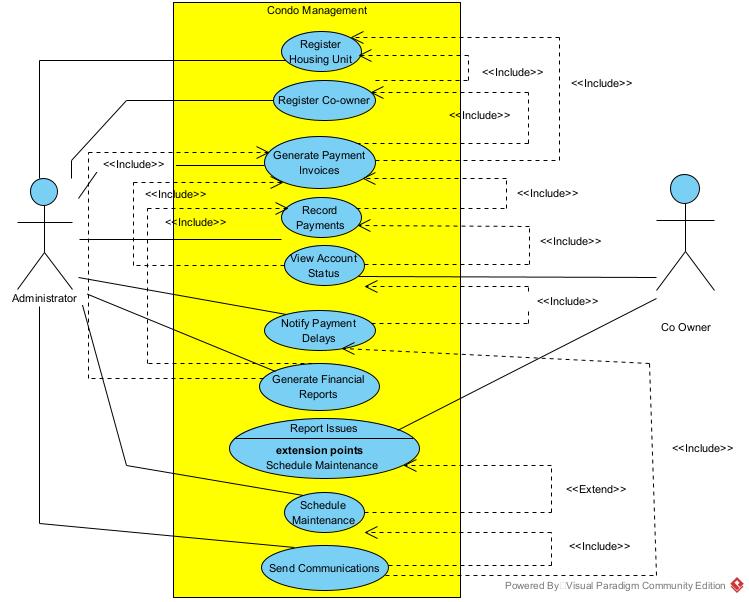 Condo Management
Register
Housing Unit
<<Include>>
<<Include>>
Register Co-owner
<<Include>>
Generate Payment
Invoices
<<Include>>
<<Include>>
<<Include>>
Record
Payments
<<Include>>
<<Include>>
View Account
Status
Administrator
<<Include>>
Notify Payment
Delays
Co Owner
Generate Financial
Reports
Report Issues
extension points
Schedule Maintenance
<<Include>>
<<Extend>>
Schedule
Maintenance
<<Include>>
Send Communications
Powered By Visual Paradigm Community Edition